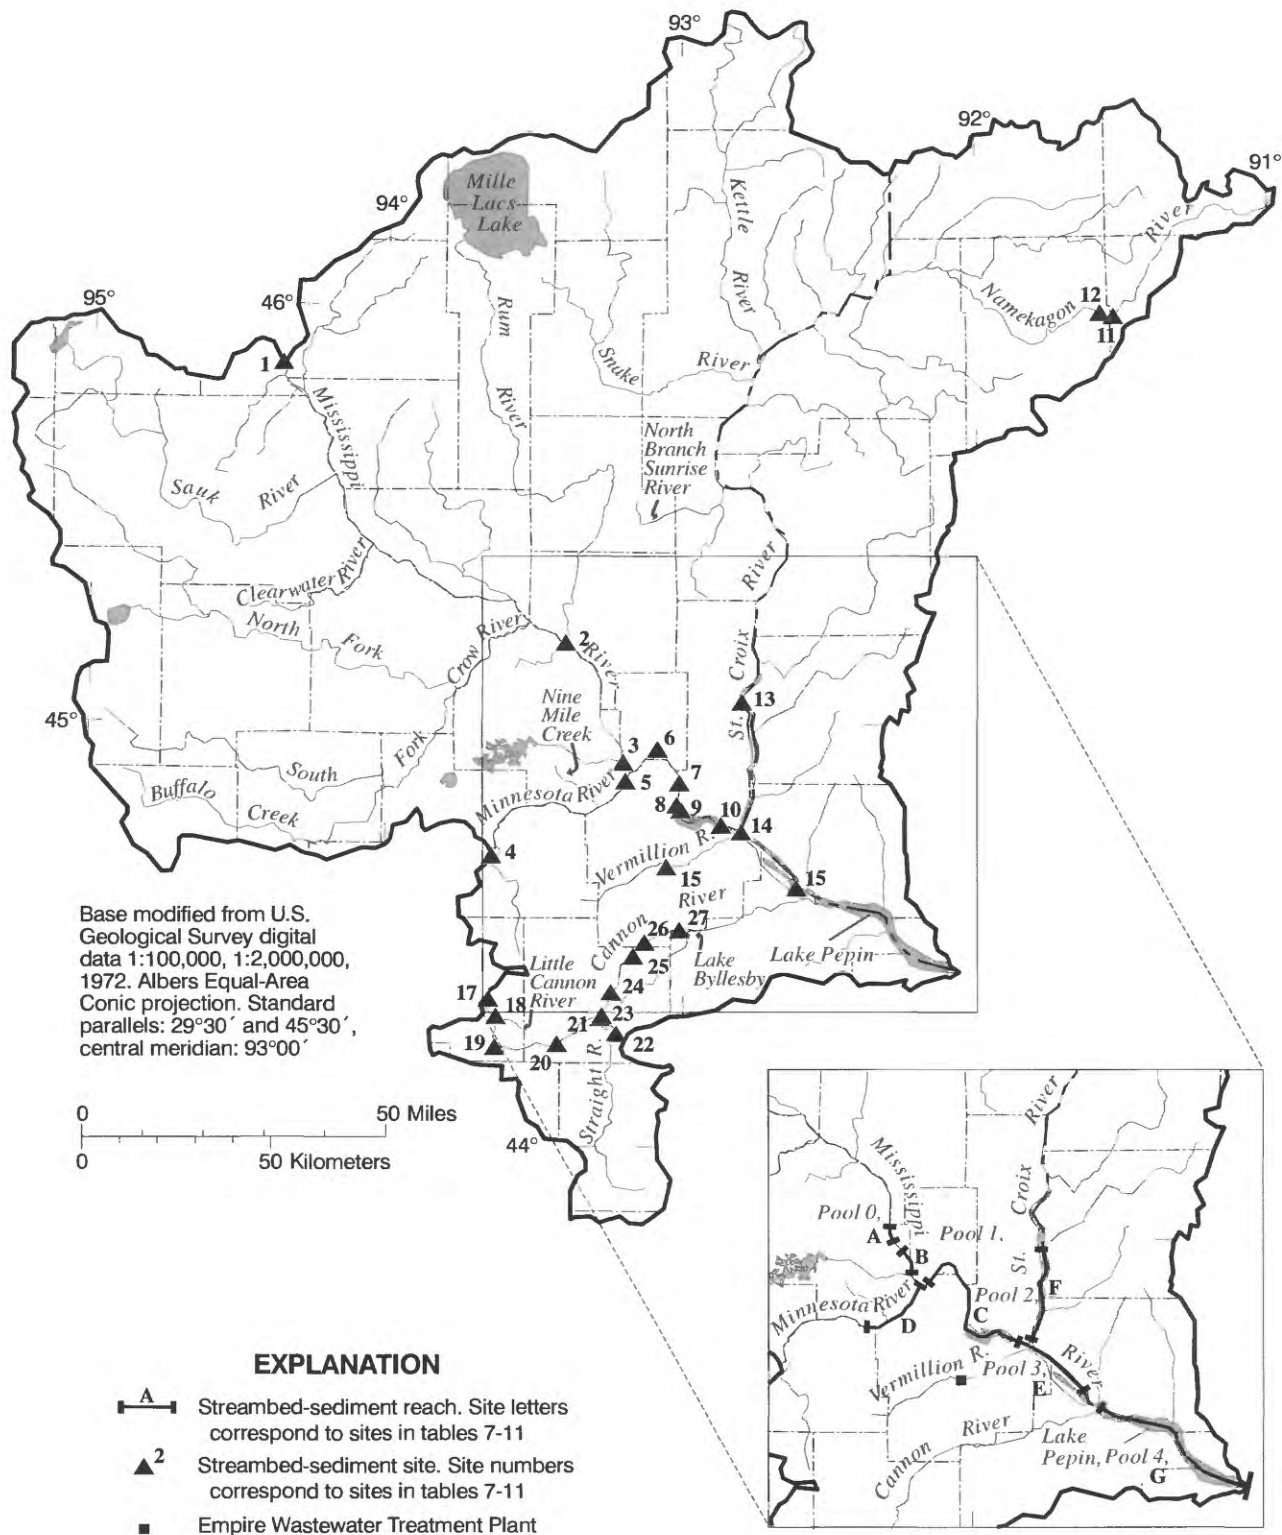 93°
92°
91°
Mille
Lacs
Lake
94°
Kettle
River
River
Namekagon
12
11
95°
46°
1
Rum
River
Snake
River
Mississippi
North
Branch
Sunrise
River
Sauk
River
River
Clearwater River
North
Fork
Crow River
2
River
St. Croix
13
45°
Nine
Mile
Creek
3
6
5
7
Minnesota River
South
Fork
Buffalo
Creek
8
9
10
14
4
Vermillion R.
15
River
15
Cannon
26
27
25
Lake
Byllesby
Lake Pepin
Little
Cannon
River
24
17
18
21
23
19
20
22
Straight R.
44°
Base modified from U.S.
Geological Survey digital
data 1:100,000, 1:2,000,000,
1972. Albers Equal-Area
Conic projection. Standard
parallels: 29°30´ and 45°30´,
central meridian: 93°00´
0
50 Miles
0
50 Kilometers
River
Mississippi
St. Croix
Pool 0,
A
Pool 1,
B
Pool 2,
F
Minnesota River
D
C
Vermillion R.
Pool 3,
E
River
Cannon
River
Lake
Pepin, Pool 4,
G
EXPLANATION
A
Streambed-sediment reach. Site letters
correspond to sites in tables 7-11
2
Streambed-sediment site. Site numbers
correspond to sites in tables 7-11
Empire Wastewater Treatment Plant